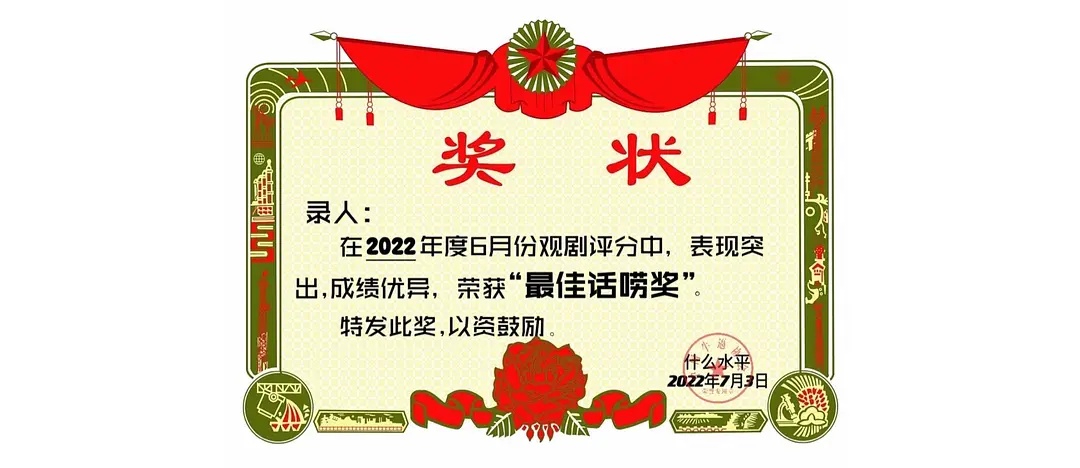 奖状
录人：
在2022年度6月份观剧评分中，表现突
出，成绩优异，荣获“最佳话唠奖”。
特发此奖，以资鼓励。
什么水平
2022年7月3日